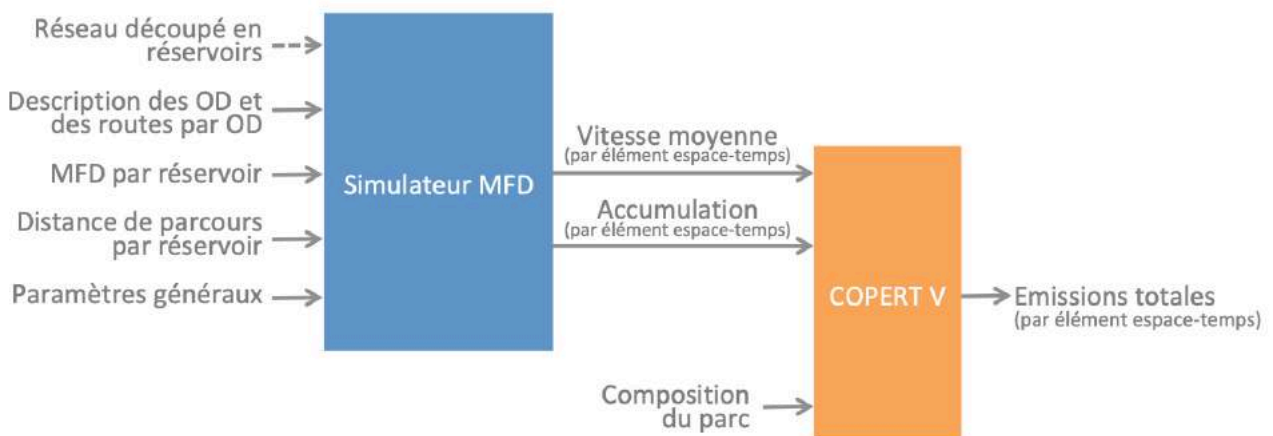 Réseau découpé en
réservoirs
Description des OD et
des routes par OD
MFD par réservoir
Distance de parcours
par réservoir
Paramètres généraux
Simulateur MFD
Vitesse moyenne
(par élément espace-temps)
Accumulation
(par élément espace-temps)
Composition
du parc
COPERT V
Emissions totales
(par élément espace-temps)